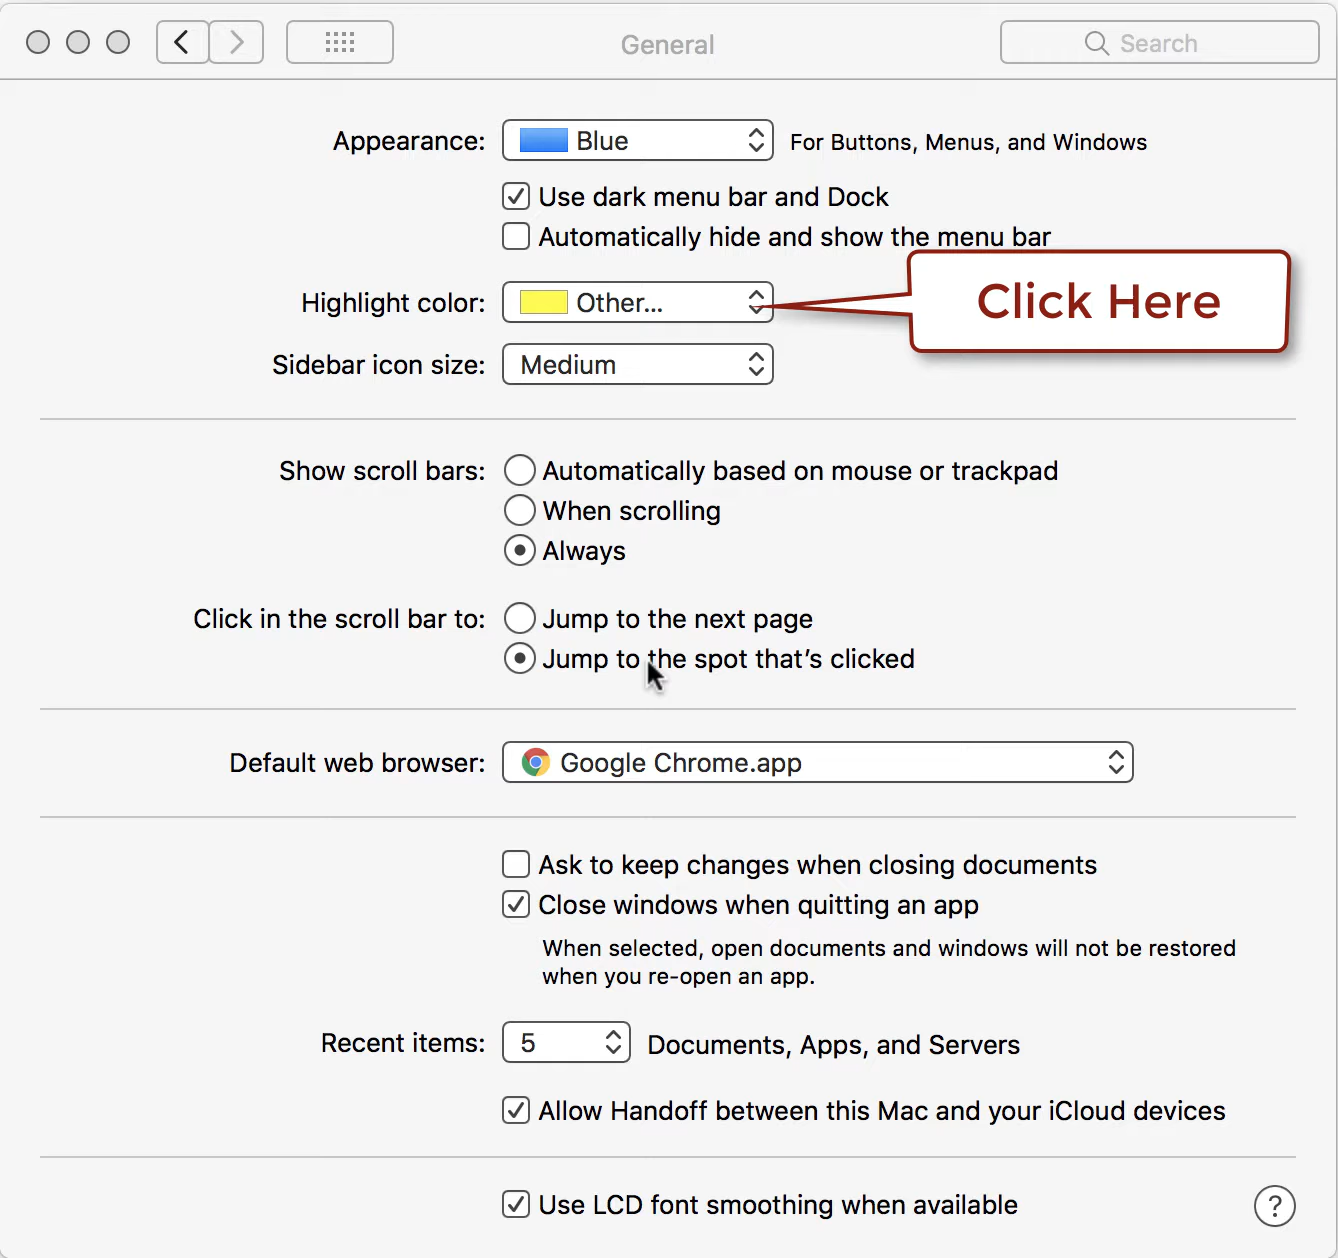 General
Search
Appearance: Blue For Buttons, Menus, and Windows
Use dark menu bar and Dock
Automatically hide and show the menu bar
Highlight color: Other... Click Here
Sidebar icon size: Medium
Show scroll bars: Automatically based on mouse or trackpad
When scrolling
Always
Click in the scroll bar to: Jump to the next page
Jump to the spot that's clicked
Default web browser: Google Chrome.app
Ask to keep changes when closing documents
Close windows when quitting an app
When selected, open documents and windows will not be restored
when you re-open an app.
Recent items: 5 Documents, Apps, and Servers
Allow Handoff between this Mac and your iCloud devices
Use LCD font smoothing when available ?